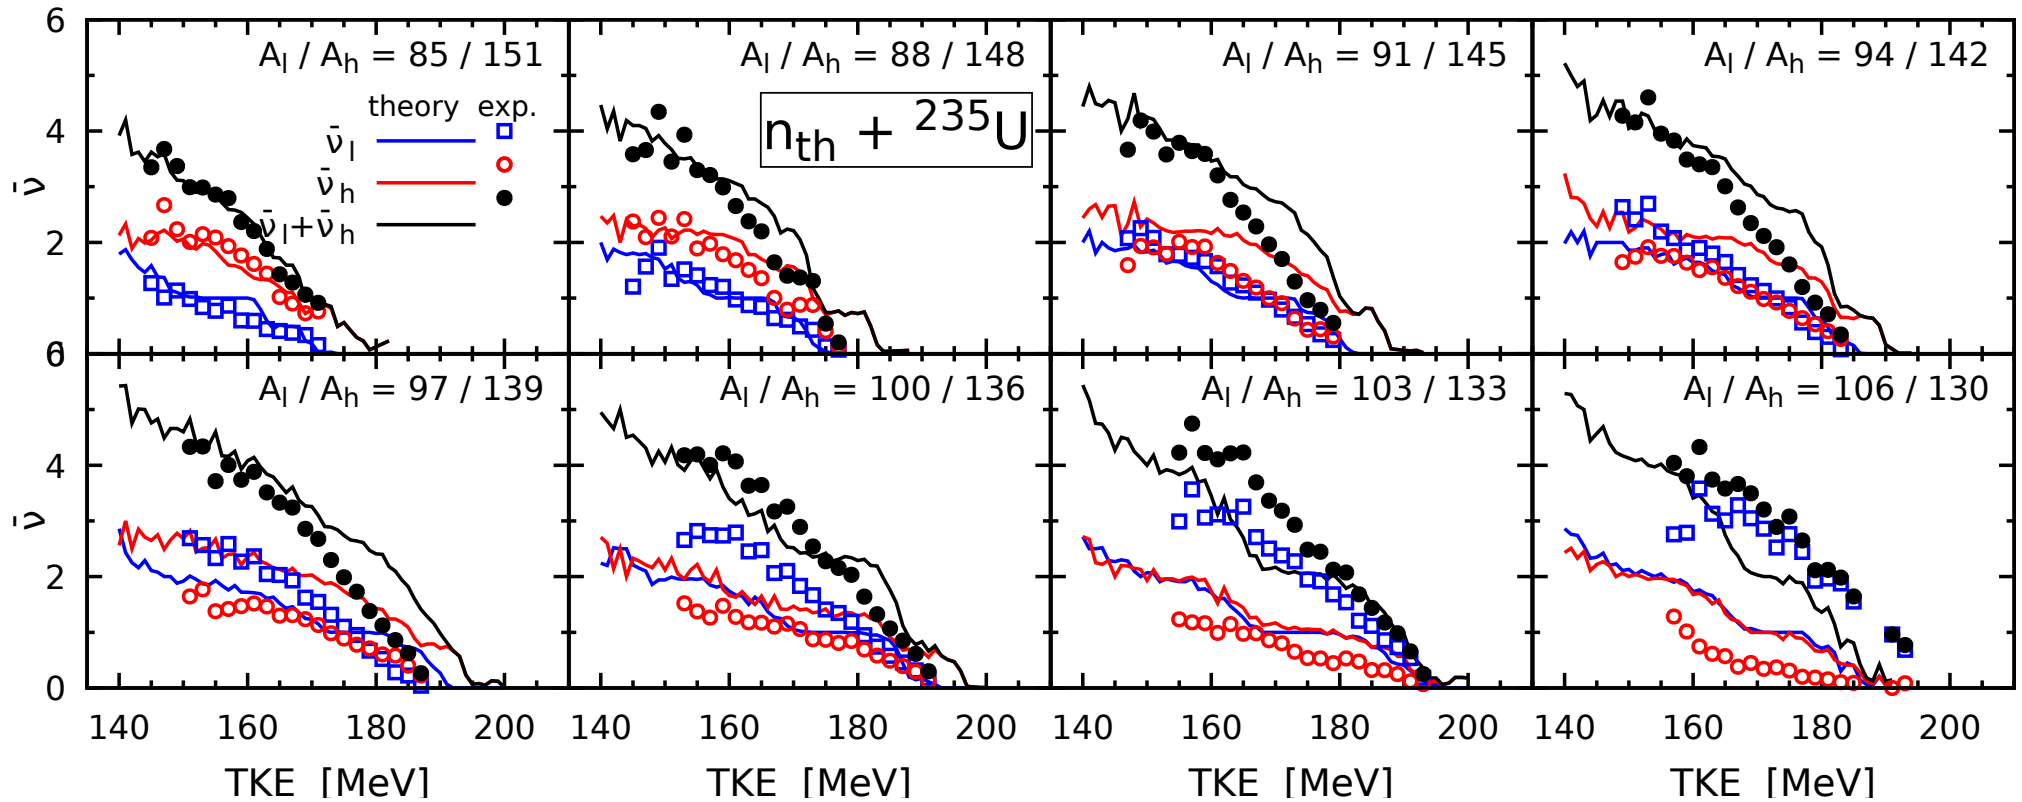 6
4
2
0
ν̄
A_l / A_h = 85 / 151
theory exp.
ν̄_l
ν̄_h
ν̄_l+ν̄_h
A_l / A_h = 88 / 148
n_th + ²³⁵U
A_l / A_h = 91 / 145
A_l / A_h = 94 / 142
6
4
2
0
ν̄
A_l / A_h = 97 / 139
A_l / A_h = 100 / 136
A_l / A_h = 103 / 133
A_l / A_h = 106 / 130
140 160 180 200 140 160 180 200 140 160 180 200 140 160 180 200
TKE [MeV] TKE [MeV] TKE [MeV] TKE [MeV]